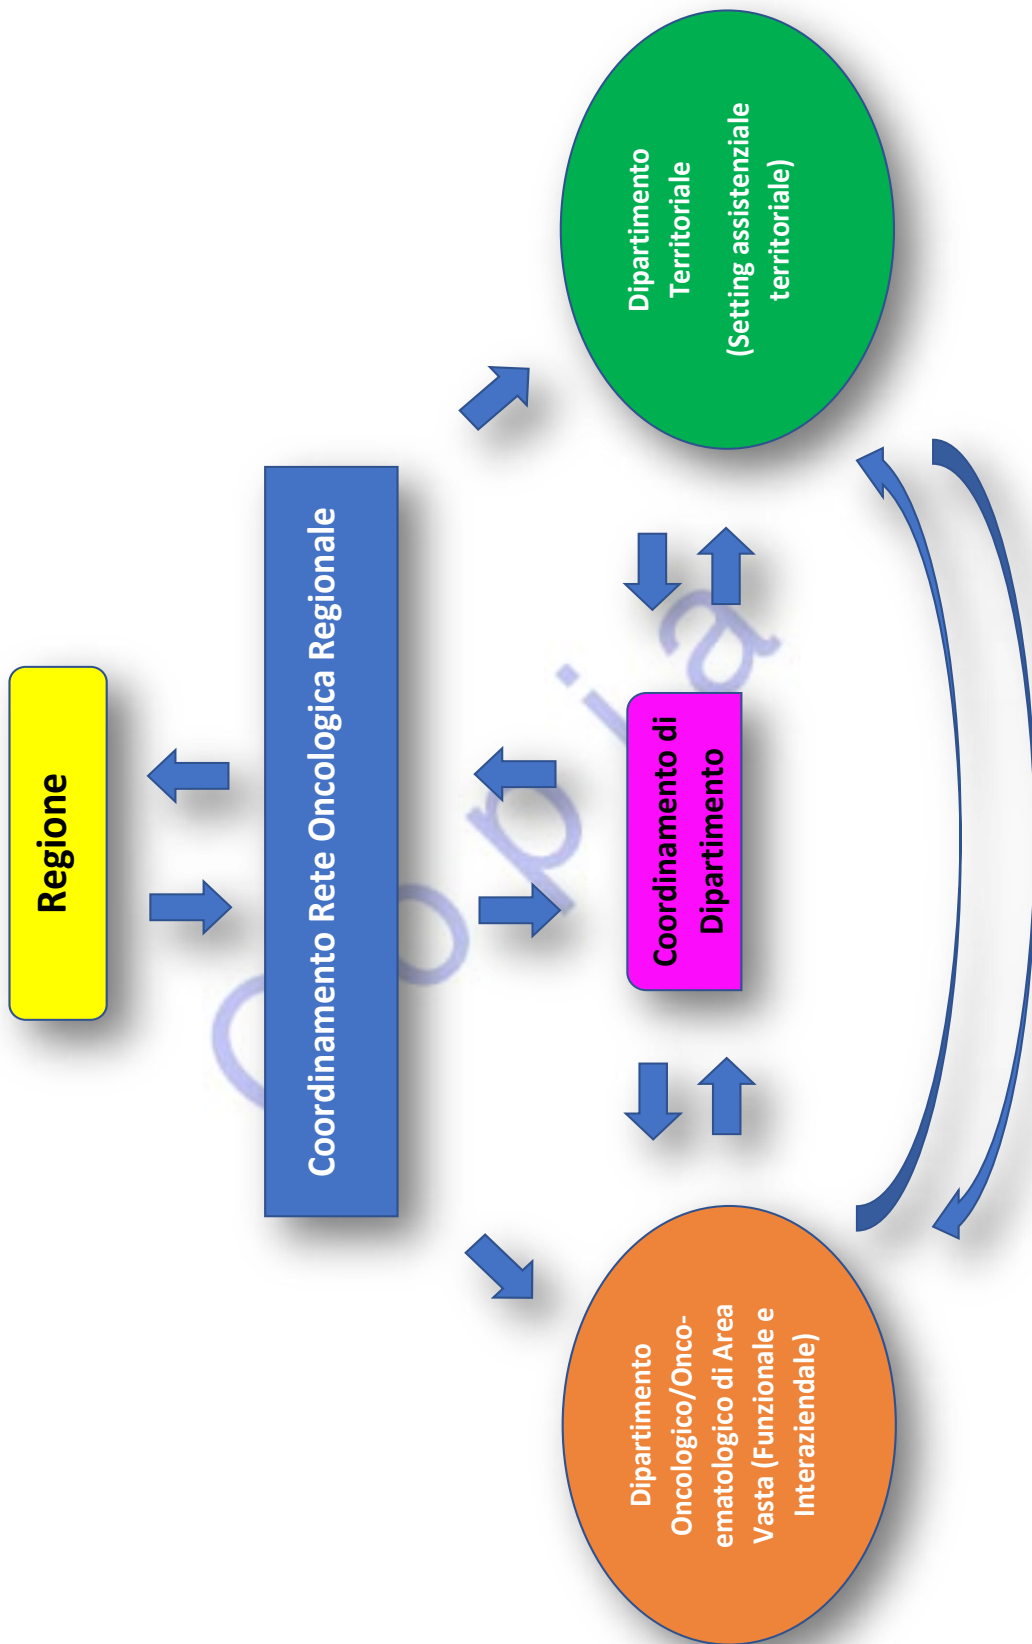 Regione
Coordinamento Rete Oncologica Regionale
Coordinamento di
Dipartimento
Dipartimento
Oncologico/Onco-
ematologico di Area
Vasta (Funzionale e
Interaziendale)
Dipartimento
Territoriale
(Setting assistenziale
territoriale)
Copia